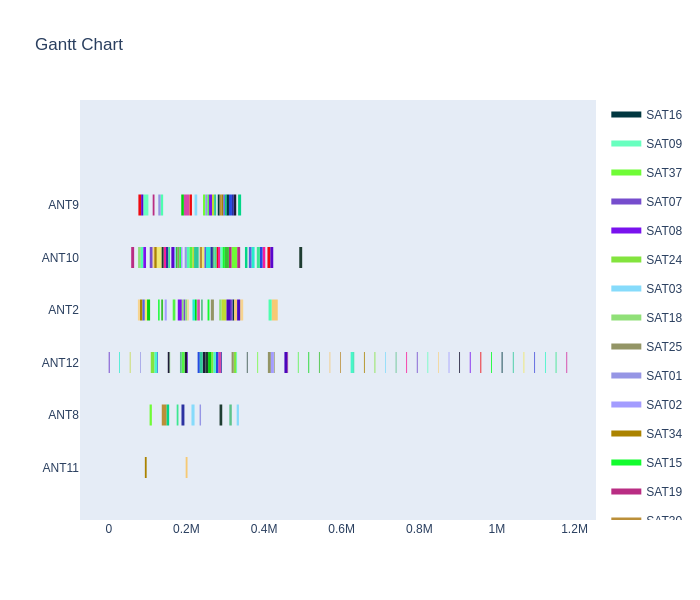 Gantt Chart
SAT16
SAT09
SAT37
ANT9
SAT07
SAT08
ANT10
SAT24
SAT03
ANT2
SAT18
SAT25
ANT12
SAT01
SAT02
ANT8
SAT34
SAT15
ANT11
SAT19
0 0.2M 0.4M 0.6M 0.8M 1M 1.2M